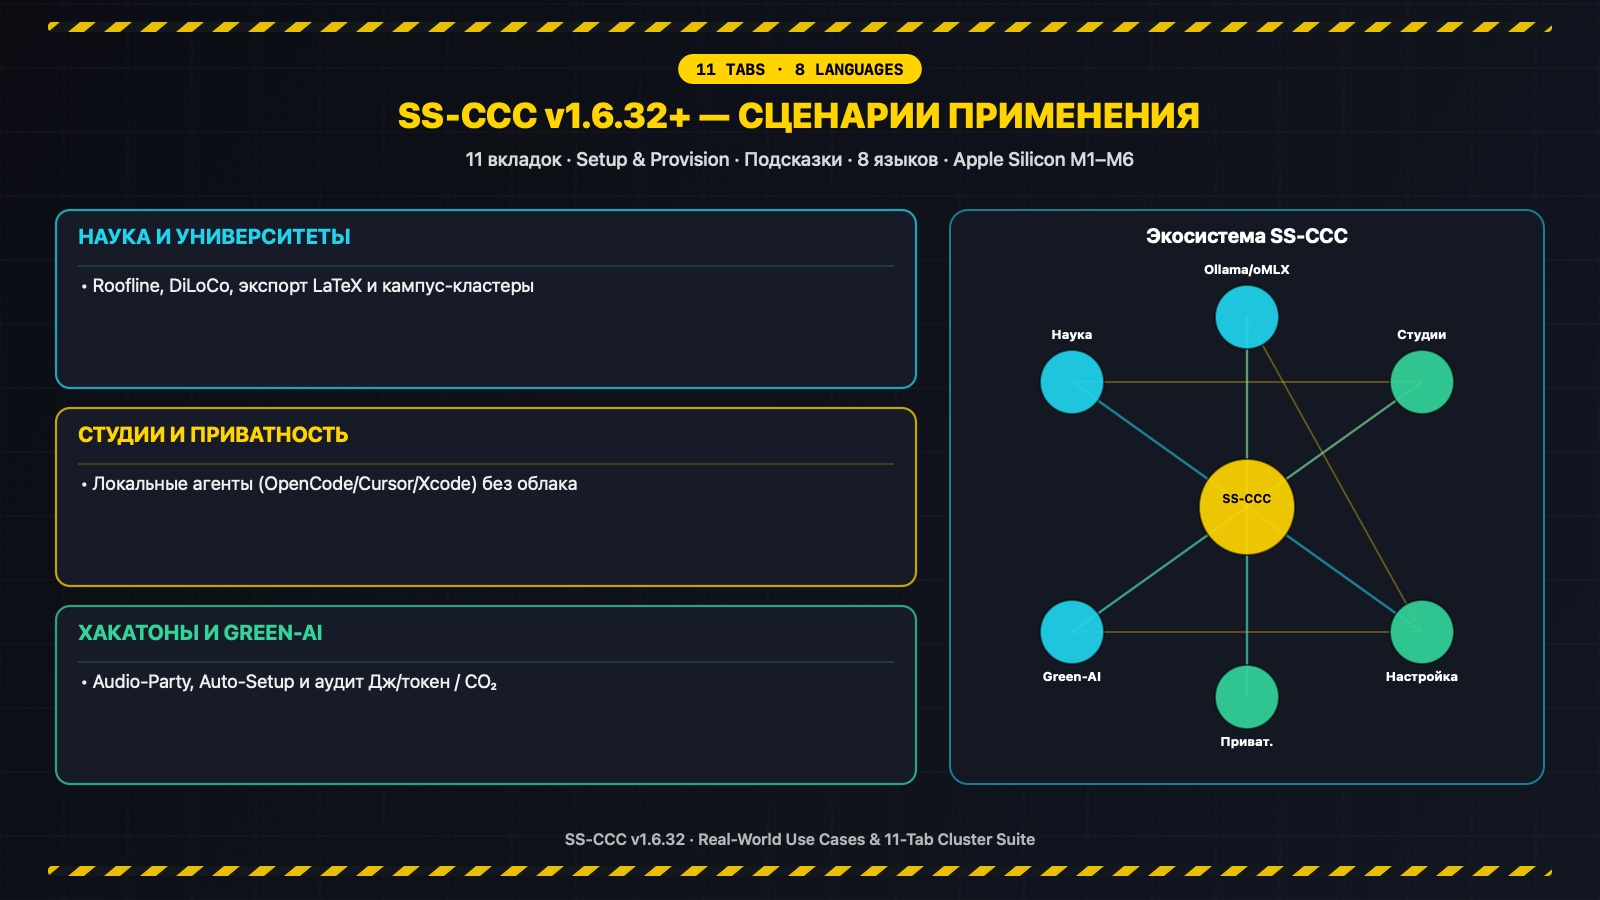 11 TABS · 8 LANGUAGES
SS-CCC v1.6.32+ — СЦЕНАРИИ ПРИМЕНЕНИЯ
11 вкладок · Setup & Provision · Подсказки · 8 языков · Apple Silicon M1–M6
НАУКА И УНИВЕРСИТЕТЫ
• Roofline, DiLoCo, экспорт LaTeX и кампус-кластеры
СТУДИИ И ПРИВАТНОСТЬ
• Локальные агенты (OpenCode/Cursor/Xcode) без облака
ХАКАТОНЫ И GREEN-AI
• Audio-Party, Auto-Setup и аудит Дж/токен / CO₂
Экосистема SS-CCC
Ollama/oMLX
Наука
Студии
SS-CCC
Green-AI
Настройка
Приват.
SS-CCC v1.6.32 · Real-World Use Cases & 11-Tab Cluster Suite